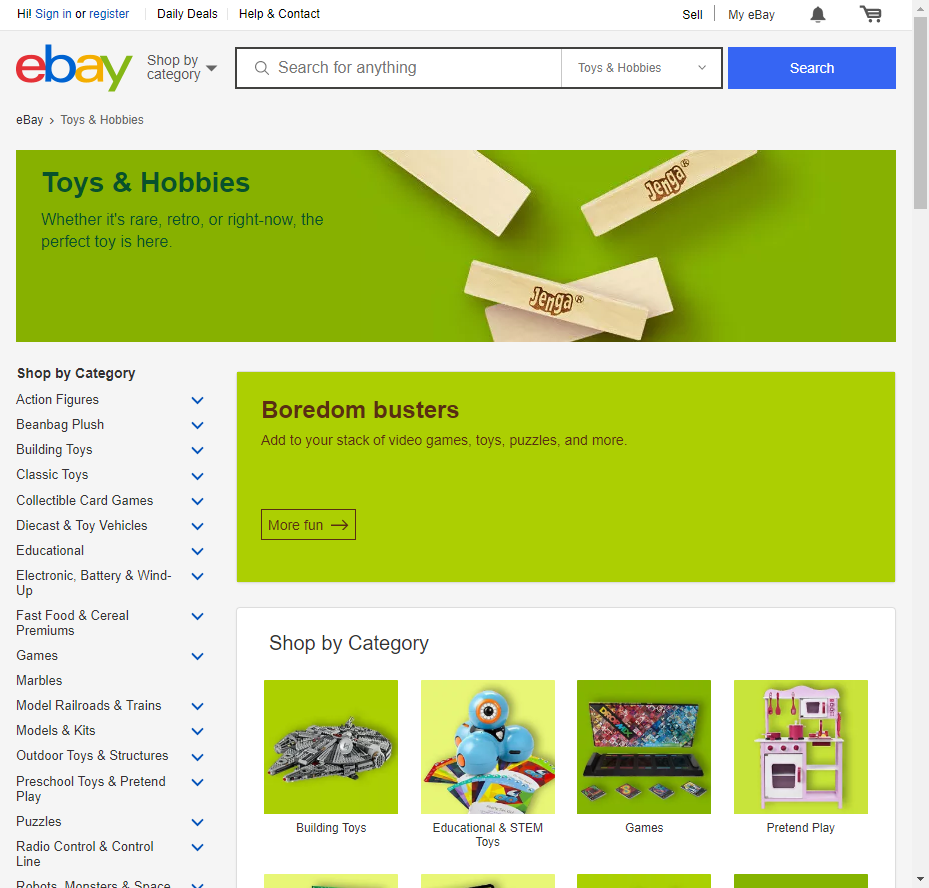 Hi! Sign in or register
Daily Deals
Help & Contact
Sell
My eBay
ebay
Shop by
category
Search for anything
Toys & Hobbies
Search
eBay
Toys & Hobbies
Toys & Hobbies
Whether it's rare, retro, or right-now, the
perfect toy is here.
Jenga®
Jenga®
Shop by Category
Action Figures
Beanbag Plush
Building Toys
Classic Toys
Collectible Card Games
Diecast & Toy Vehicles
Educational
Electronic, Battery & Wind-
Up
Fast Food & Cereal
Premiums
Games
Marbles
Model Railroads & Trains
Models & Kits
Outdoor Toys & Structures
Preschool Toys & Pretend
Play
Puzzles
Radio Control & Control
Line
Robots, Monsters & Space
Boredom busters
Add to your stack of video games, toys, puzzles, and more.
More fun
Shop by Category
Building Toys
Educational & STEM
Toys
Games
Pretend Play